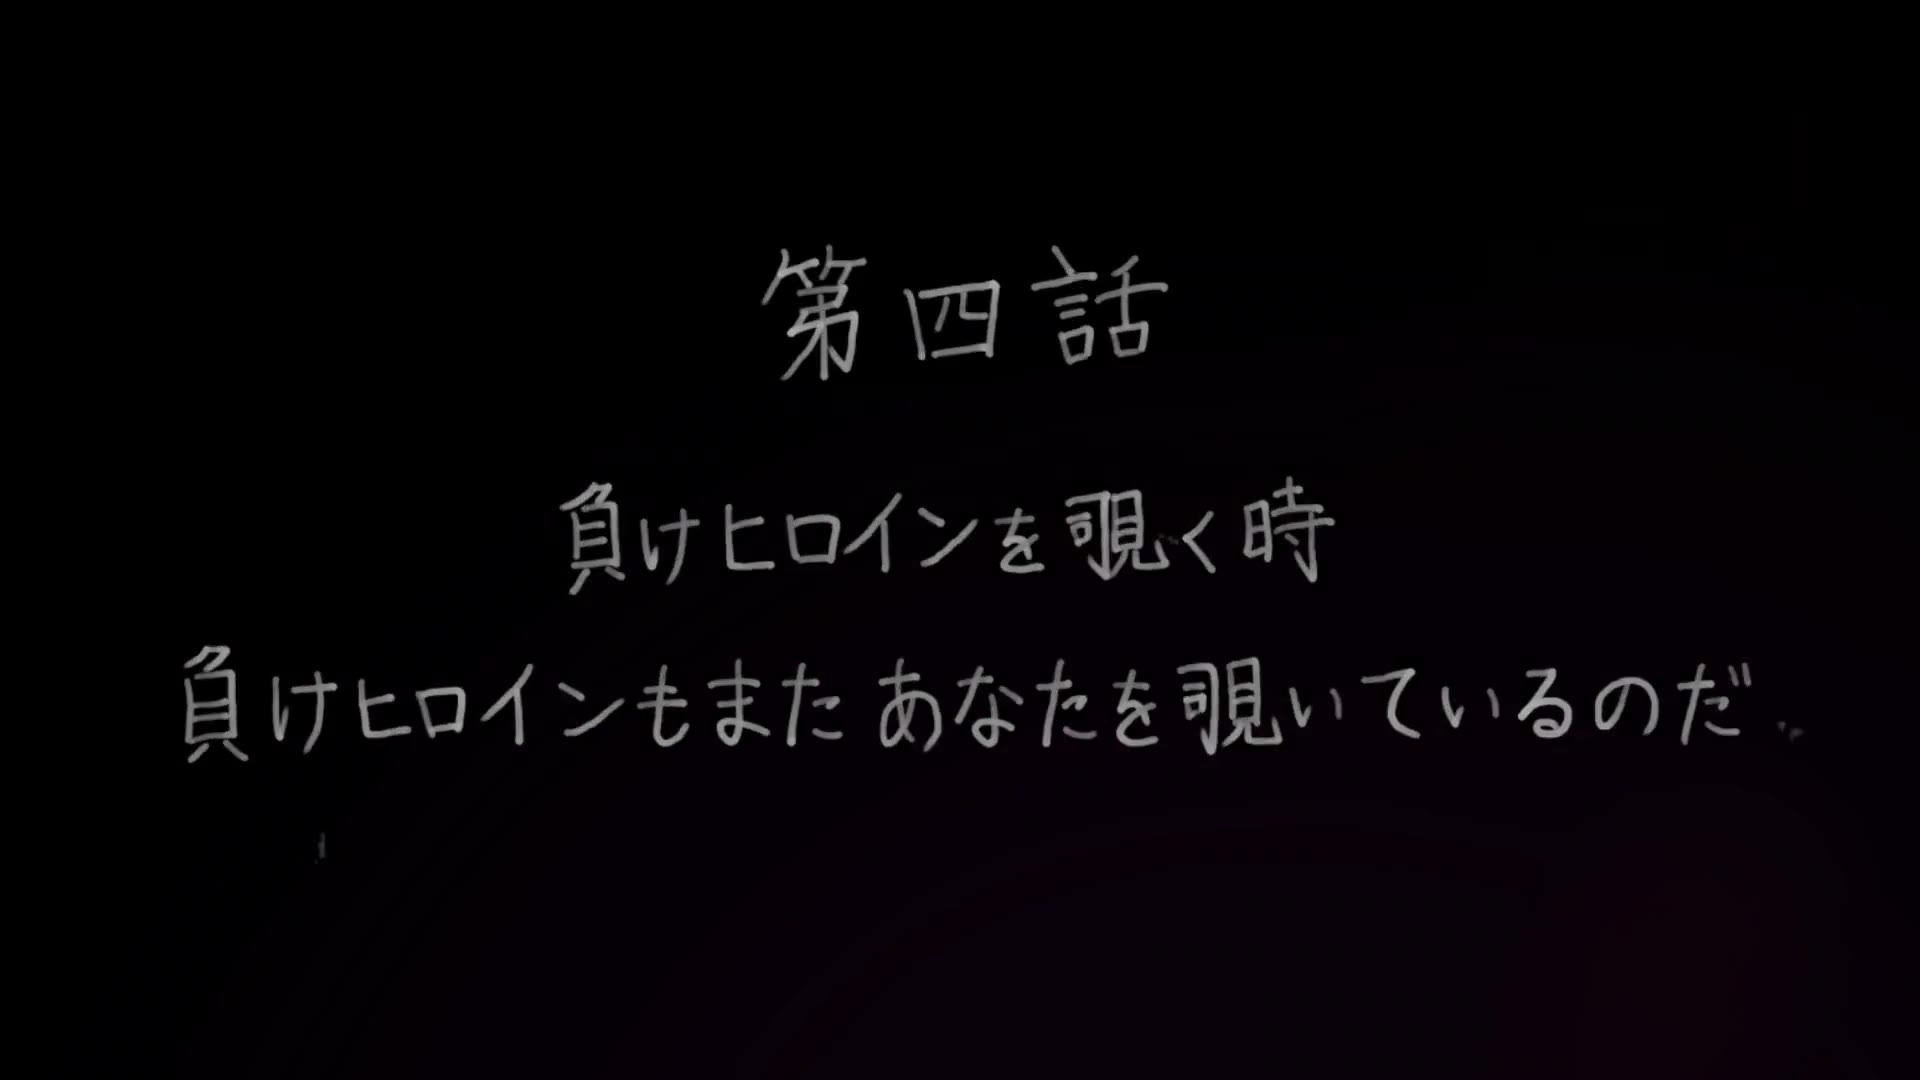 第四話
負けヒロインを覗く時
負けヒロインもまた あなたを覗いているのだ